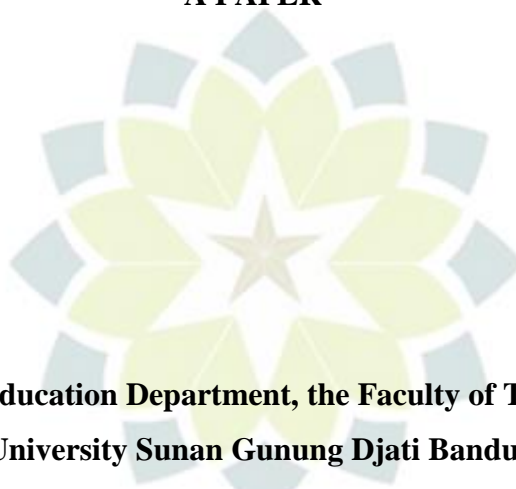 A PAPER
ducation Department, the Faculty of T
University Sunan Gunung Djati Bandu